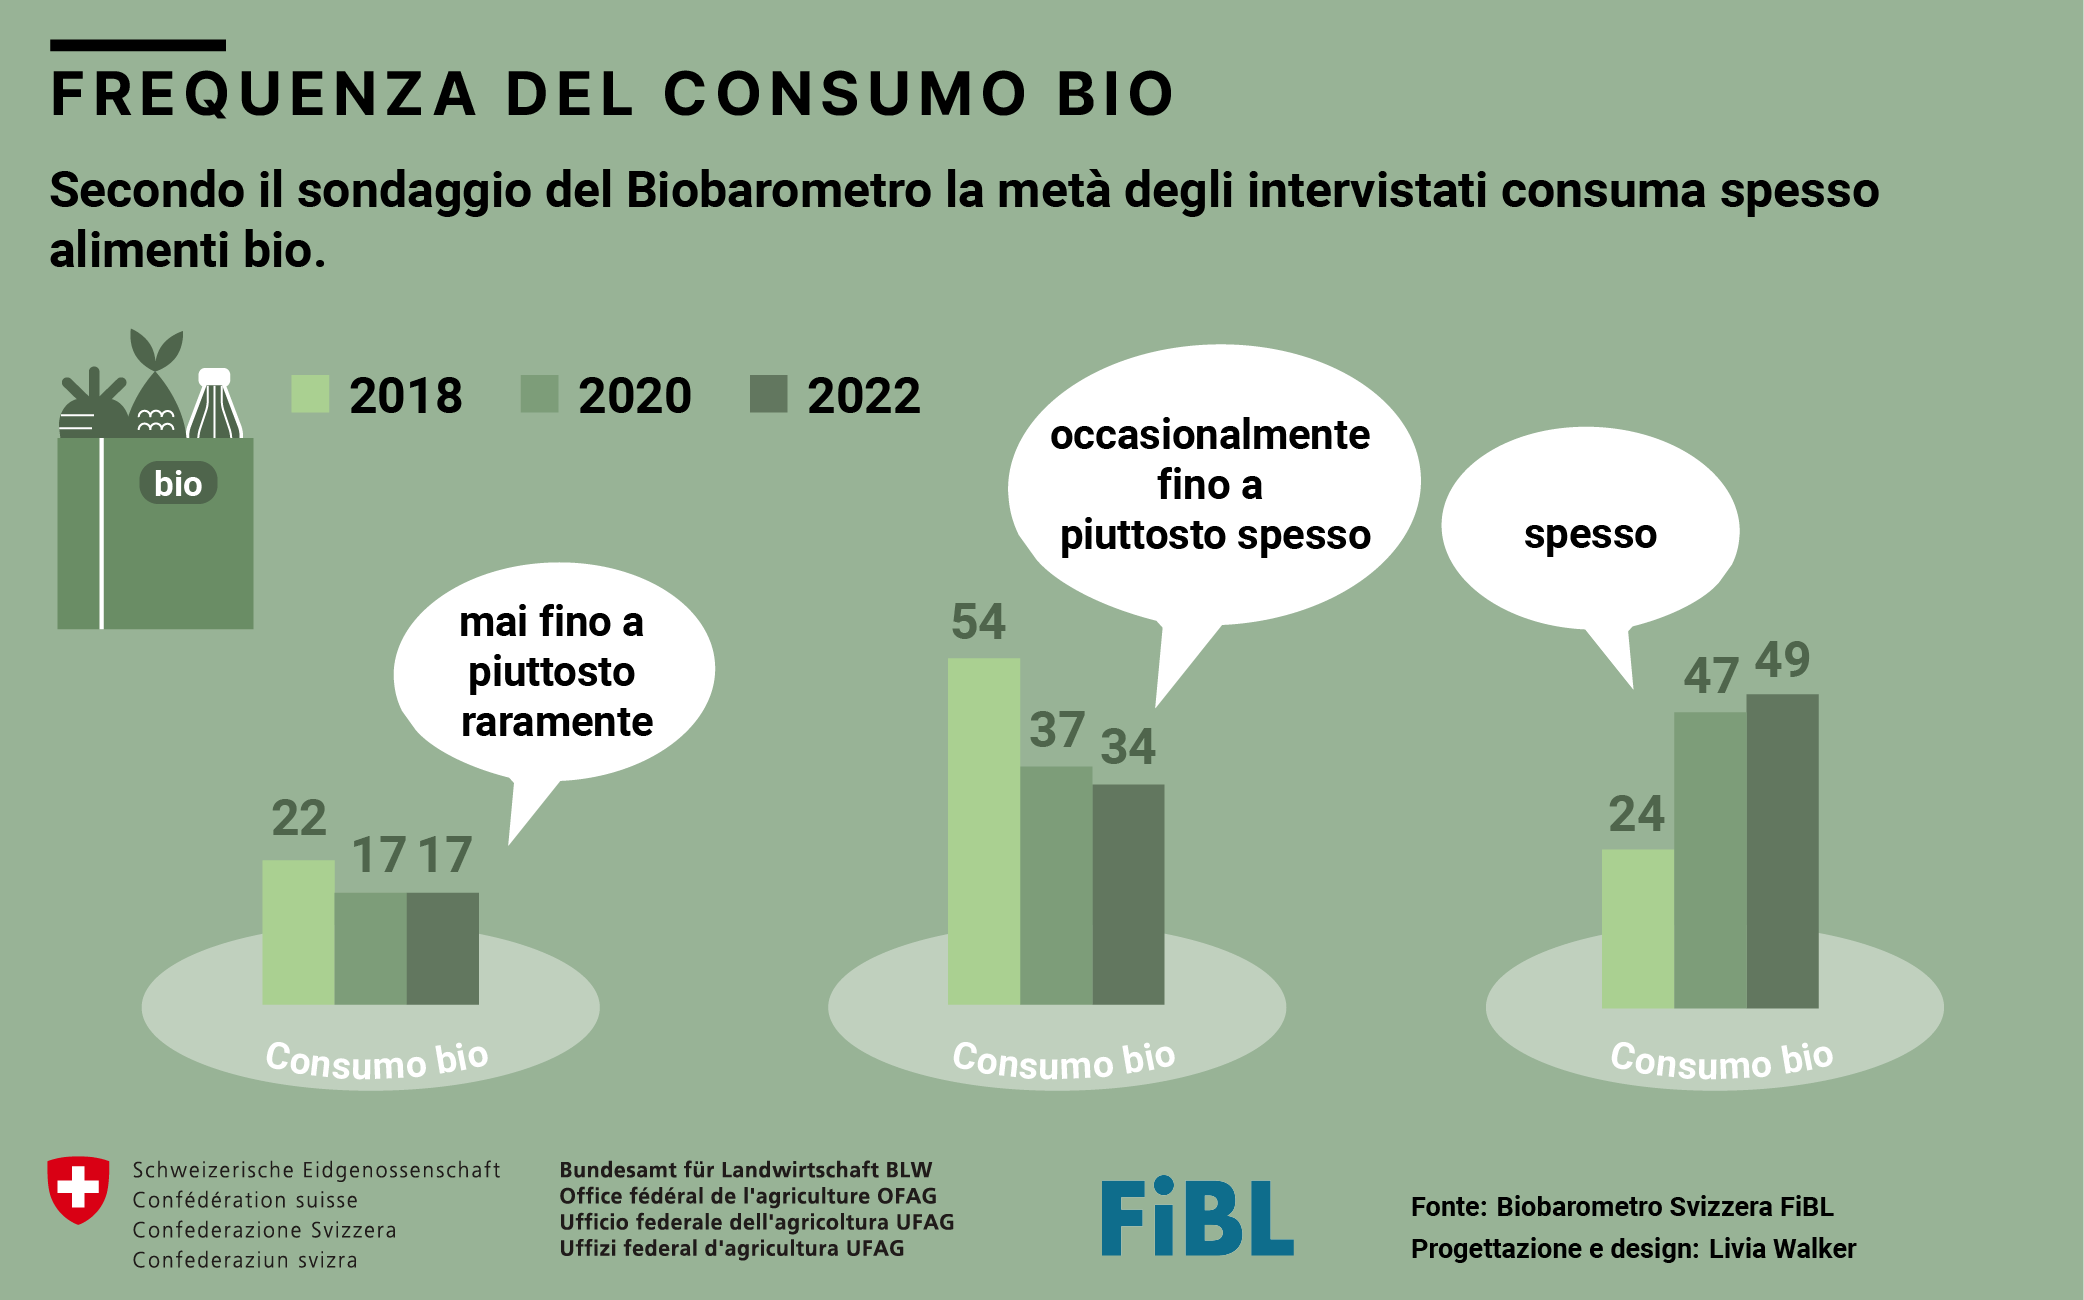 FREQUENZA DEL CONSUMO BIO
Secondo il sondaggio del Biobarometro la metà degli intervistati consuma spesso
alimenti bio.
2018
2020
2022
bio
occasionalmente
fino a
piuttosto spesso
spesso
mai fino a
piuttosto
raramente
22
17
17
54
37
34
24
47
49
Consumo bio
Consumo bio
Consumo bio
Schweizerische Eidgenossenschaft
Confédération suisse
Confederazione Svizzera
Confederaziun svizra
Bundesamt für Landwirtschaft BLW
Office fédéral de l'agriculture OFAG
Ufficio federale dell'agricoltura UFAG
Uffizi federal d'agricultura UFAG
FiBL
Fonte: Biobarometro Svizzera FiBL
Progettazione e design: Livia Walker